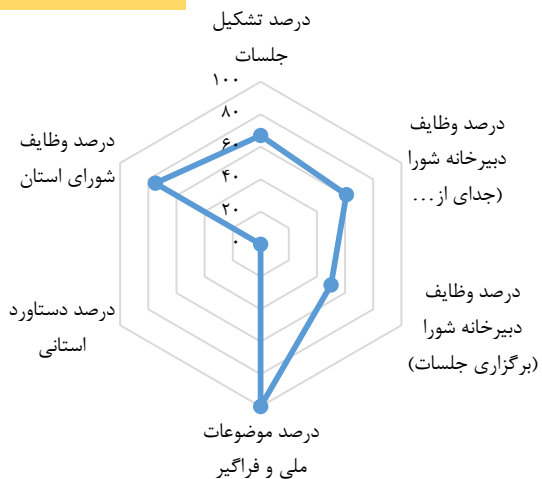 درصد تشکیل
جلسات
۱۰۰
۸۰
۶۰
۴۰
۲۰
۰
درصد وظایف
دبیرخانه شورا
(جدای از...
درصد وظایف
دبیرخانه شورا
(برگزاری جلسات)
درصد موضوعات
ملی و فراگیر
درصد دستاورد
استانی
درصد وظایف
شورای استان